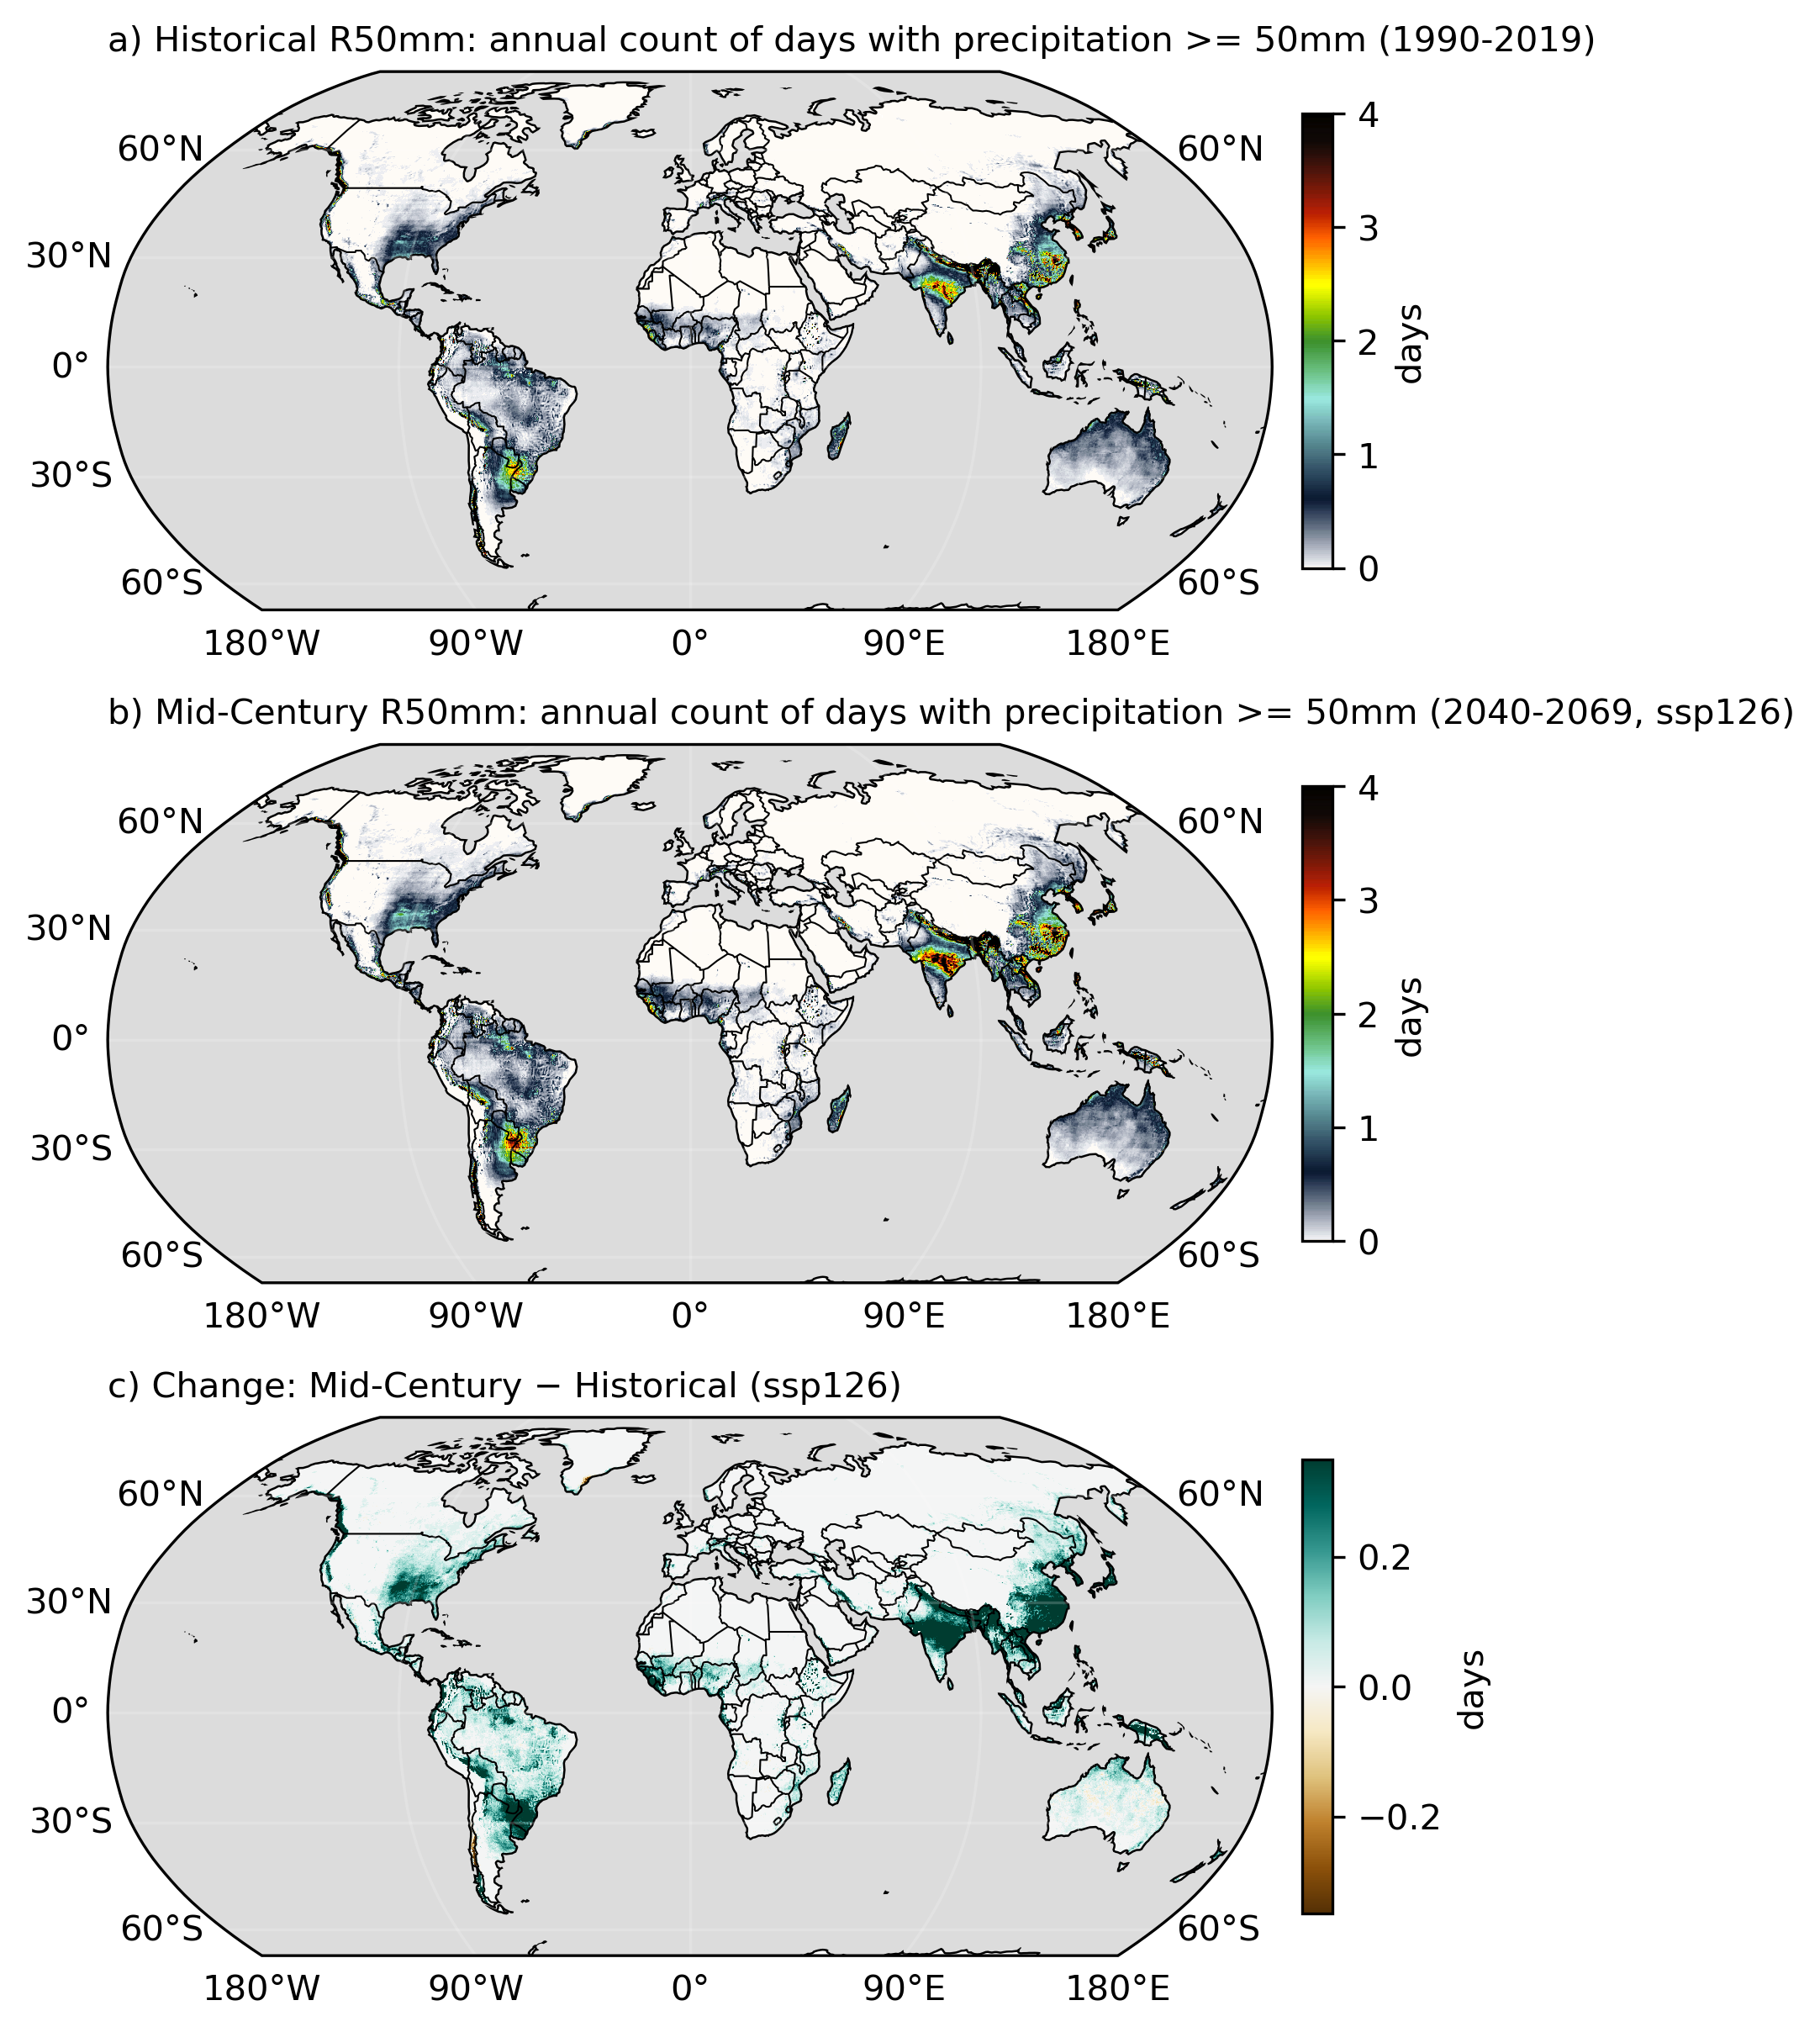 a) Historical R50mm: annual count of days with precipitation >= 50mm (1990-2019)
60°N 60°N
30°N
0°
30°S
60°S 60°S
180°W 90°W 0° 90°E 180°E
4
3
2
1
0
days
b) Mid-Century R50mm: annual count of days with precipitation >= 50mm (2040-2069, ssp126)
60°N 60°N
30°N
0°
30°S
60°S 60°S
180°W 90°W 0° 90°E 180°E
4
3
2
1
0
days
c) Change: Mid-Century − Historical (ssp126)
60°N 60°N
30°N
0°
30°S
60°S 60°S
180°W 90°W 0° 90°E 180°E
0.2
0.0
−0.2
days